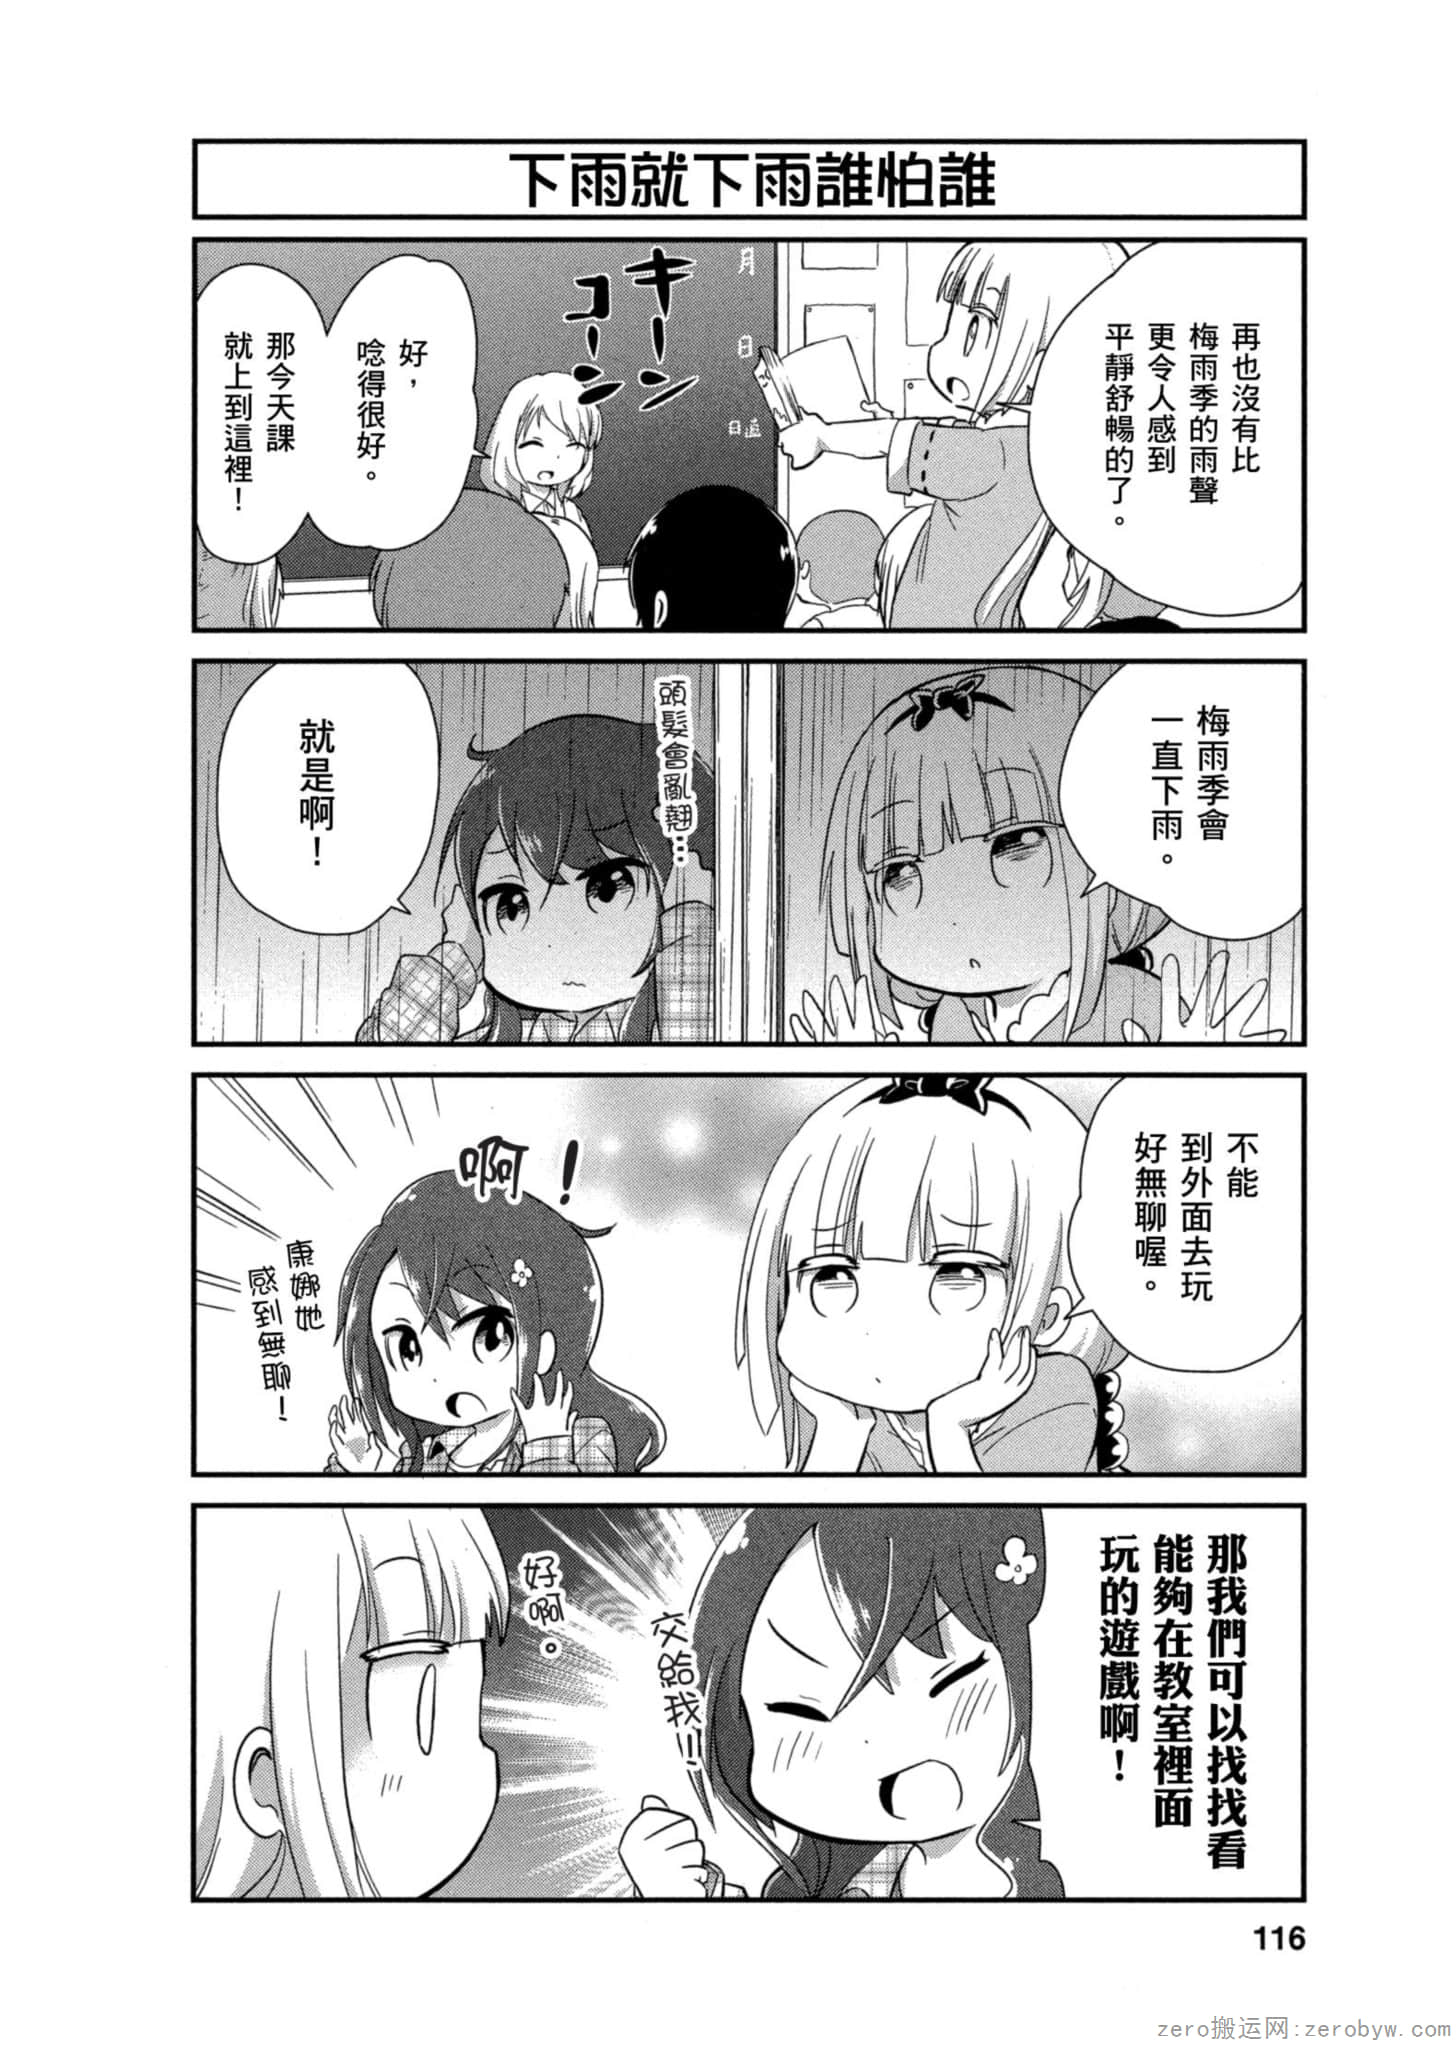 下雨就下雨誰怕誰
再也沒有比
梅雨季的雨聲
更令人感到
平靜舒暢的了。
月
日
日直
キーン
コーン
好，
唸得很好。
那今天課
就上到這裡！
梅雨季會
一直下雨。
頭髮會亂翹…
就是啊！
不能
到外面去玩
好無聊喔。
啊！
康娜她
感到無聊！
那我們可以找找看
能夠在教室裡面
玩的遊戲啊！
交給我!!
好啊。
116
zero搬运网:zerobyw.com